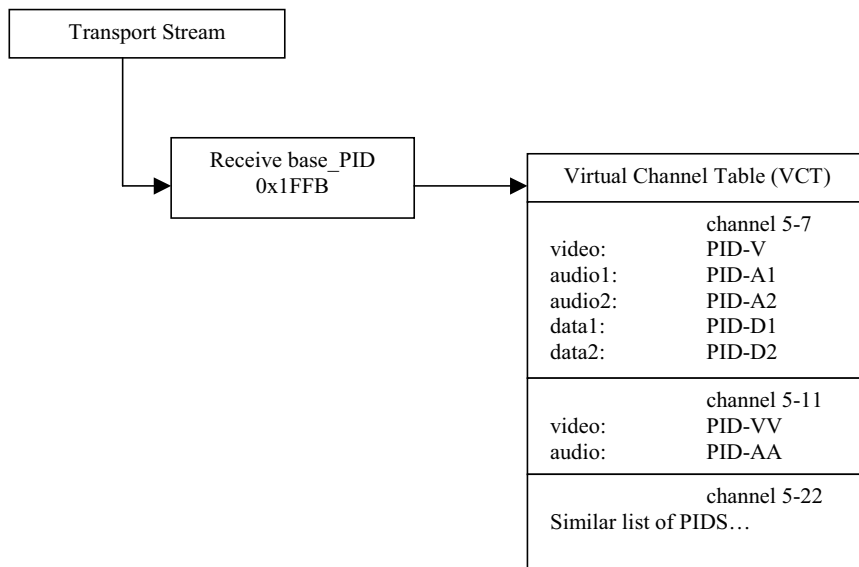 Transport Stream
Receive base_PID
0x1FFB
Virtual Channel Table (VCT)
channel 5-7
video: PID-V
audio1: PID-A1
audio2: PID-A2
data1: PID-D1
data2: PID-D2
channel 5-11
video: PID-VV
audio: PID-AA
channel 5-22
Similar list of PIDS…